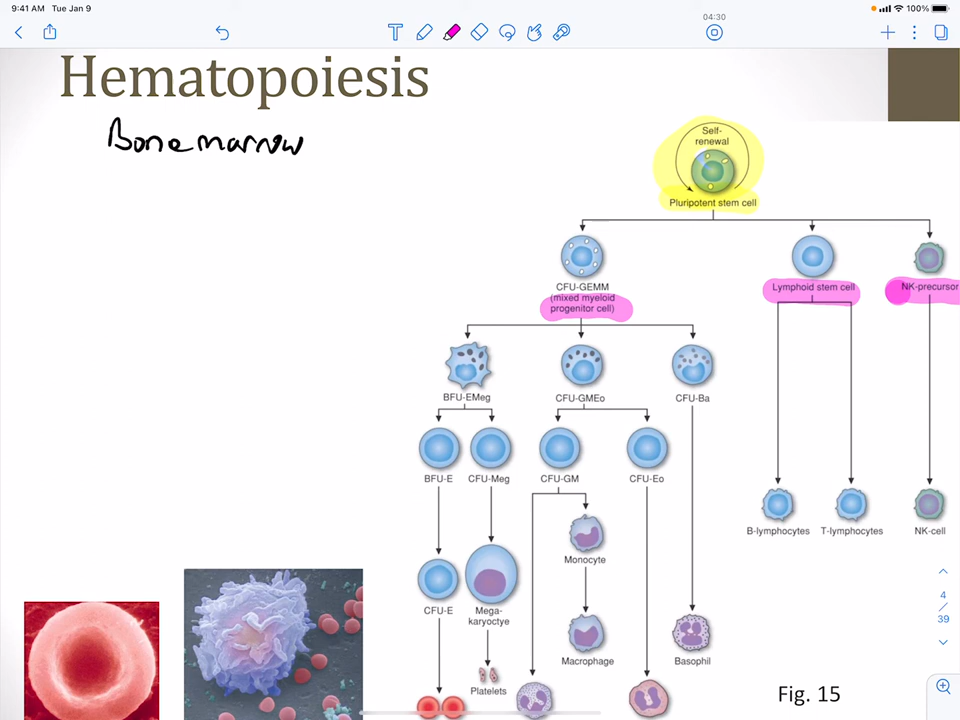 9:41 AM Tue Jan 9
100%
04:30
T
Hematopoiesis
Bone marrow
Self-
renewal
Pluripotent stem cell
CFU-GEMM
(mixed myeloid
progenitor cell)
Lymphoid stem cell
NK-precursor
BFU-EMeg
CFU-GMEo
CFU-Ba
BFU-E
CFU-Meg
CFU-GM
CFU-Eo
B-lymphocytes
T-lymphocytes
NK-cell
Monocyte
CFU-E
Mega-
karyoctye
Macrophage
Basophil
Platelets
Fig. 15
4
/
39